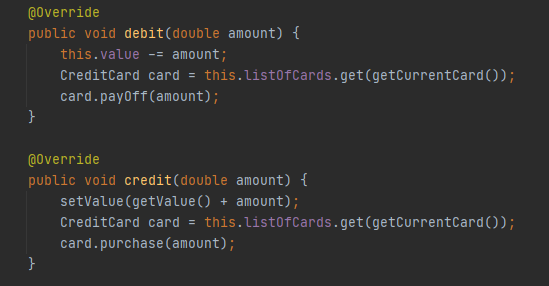 @Override
public void debit(double amount) {
    this.value -= amount;
    CreditCard card = this.listOfCards.get(getCurrentCard());
    card.payOff(amount);
}

@Override
public void credit(double amount) {
    setValue(getValue() + amount);
    CreditCard card = this.listOfCards.get(getCurrentCard());
    card.purchase(amount);
}